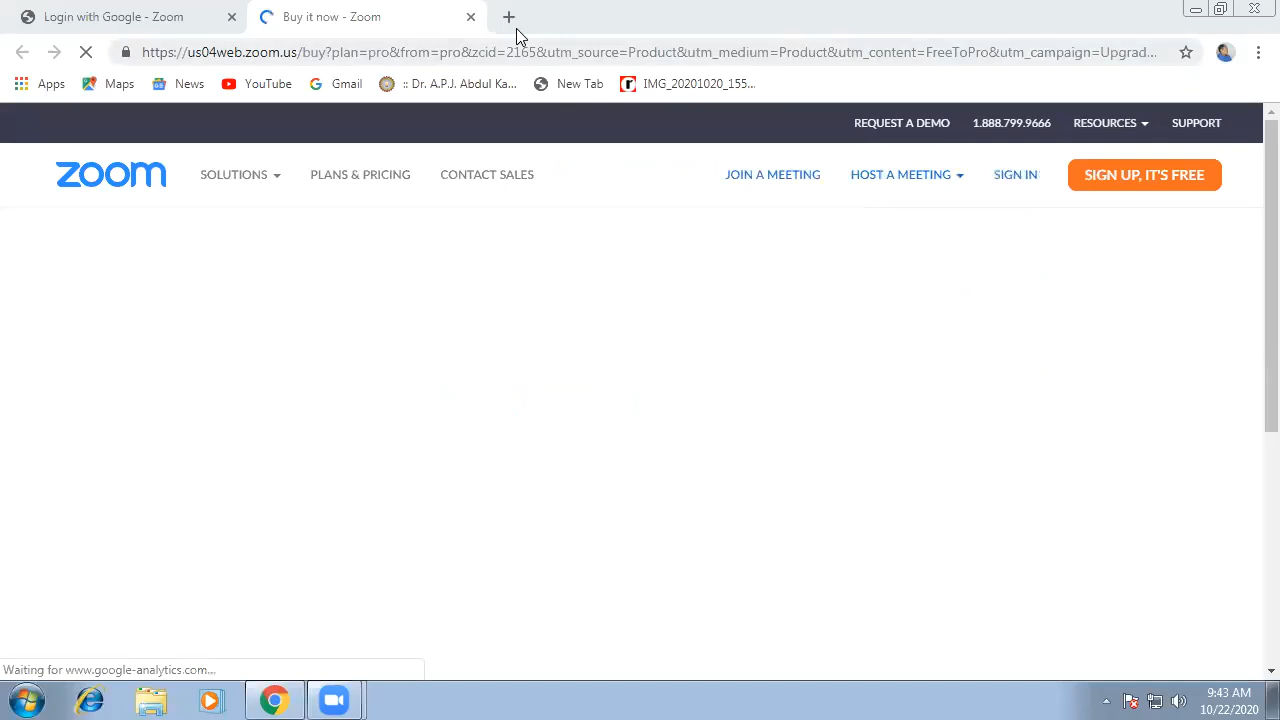 Login with Google - Zoom
Buy it now - Zoom
https://us04web.zoom.us/buy?plan=pro&from=pro&zcid=2165&utm_source=Product&utm_medium=Product&utm_content=FreeToPro&utm_campaign=Upgrad...
Apps Maps News YouTube Gmail :: Dr. A.P.J. Abdul Ka... New Tab IMG_20201020_155...
REQUEST A DEMO 1.888.799.9666 RESOURCES SUPPORT
zoom SOLUTIONS PLANS & PRICING CONTACT SALES JOIN A MEETING HOST A MEETING SIGN IN SIGN UP, IT'S FREE
Waiting for www.google-analytics.com...
9:43 AM
10/22/2020